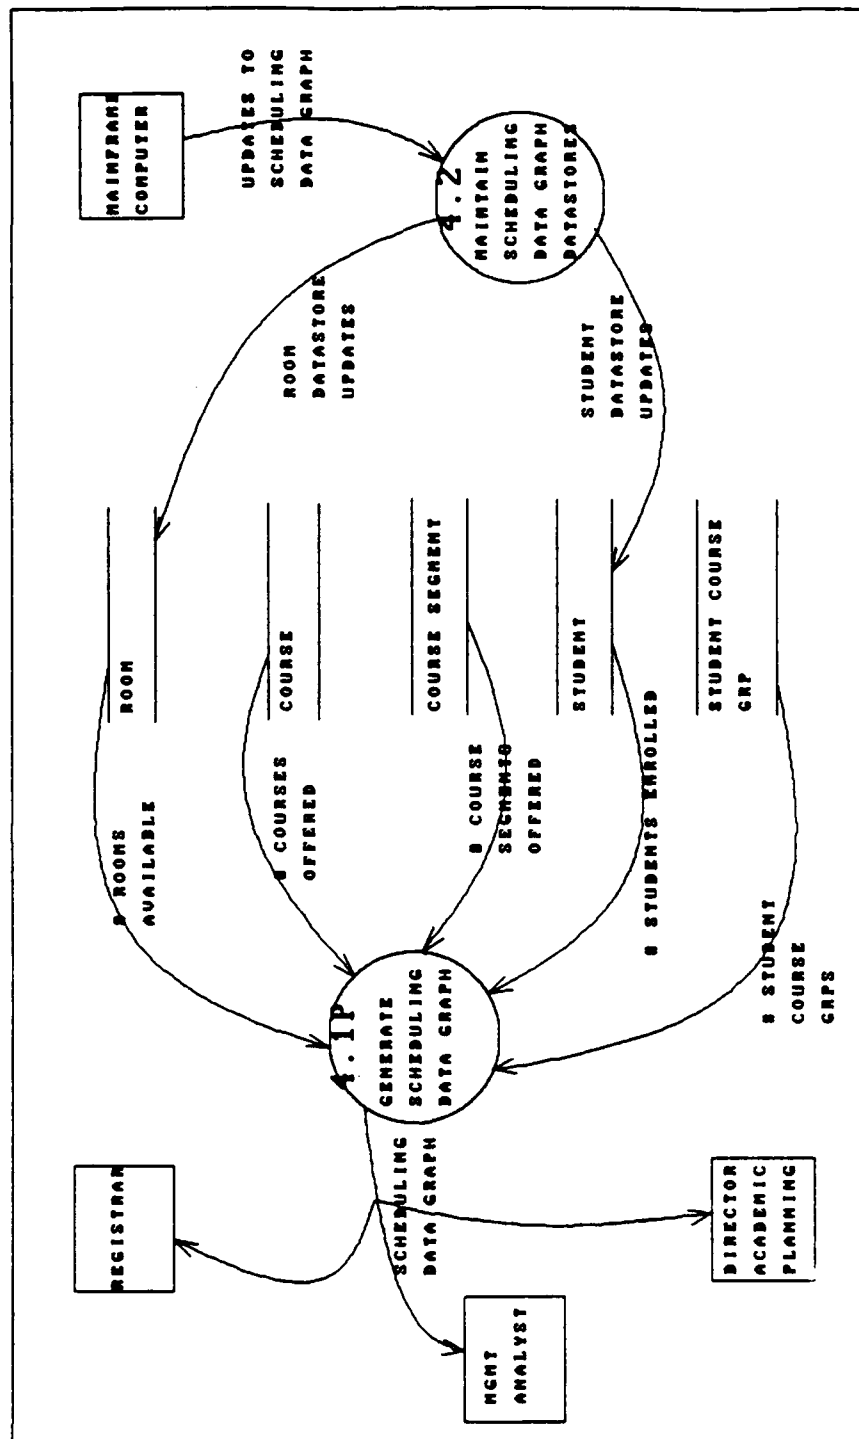 MAINFRAME
COMPUTER
UPDATES TO
SCHEDULING
DATA GRAPH
4.2
MAINTAIN
SCHEDULING
DATA GRAPH
DATASTORES
ROOM
DATASTORE
UPDATES
STUDENT
DATASTORE
UPDATES
ROOM
COURSE
COURSE SEGMENT
STUDENT
STUDENT COURSE
GRP
# ROOMS
AVAILABLE
# COURSES
OFFERED
# COURSE
SEGMENTS
OFFERED
# STUDENTS ENROLLED
# STUDENT
COURSE
GRPS
4.1P
GENERATE
SCHEDULING
DATA GRAPH
SCHEDULING
DATA GRAPH
REGISTRAR
MGMT
ANALYST
DIRECTOR
ACADEMIC
PLANNING